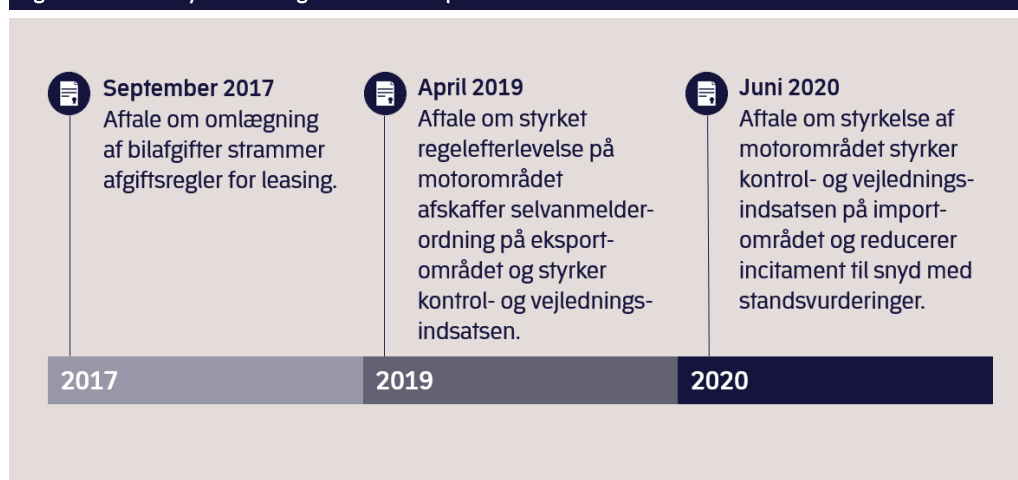 September 2017
Aftale om omlægning
af bilafgifter strammer
afgiftsregler for leasing.
April 2019
Aftale om styrket
regelefterlevelse på
motorområdet
afskaffer selvanmelder-
ordning på eksport-
området og styrker
kontrol- og vejlednings-
indsatsen.
Juni 2020
Aftale om styrkelse af
motorområdet styrker
kontrol- og vejlednings-
indsatsen på import-
området og reducerer
incitament til snyd med
standsvurderinger.
2017
2019
2020